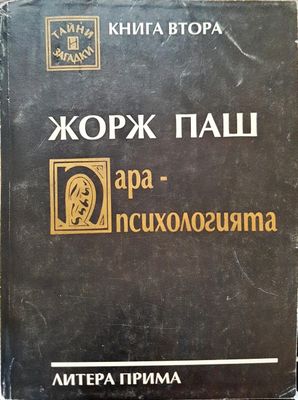 ТАЙНИ
И
ЗАГАДКИ
КНИГА ВТОРА
ЖОРЖ ПАШ
Пара -
психологията
ЛИТЕРА ПРИМА